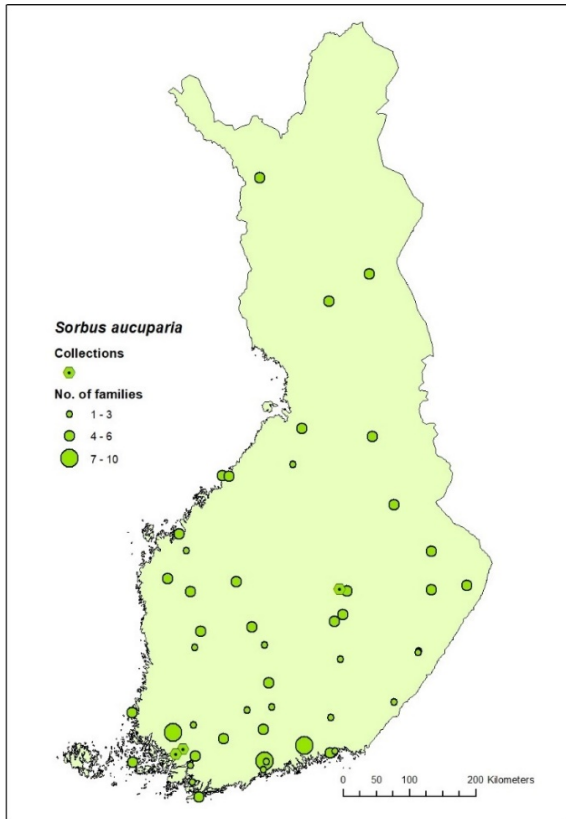 Sorbus aucuparia
Collections
No. of families
1 - 3
4 - 6
7 - 10
0 50 100 200 Kilometers